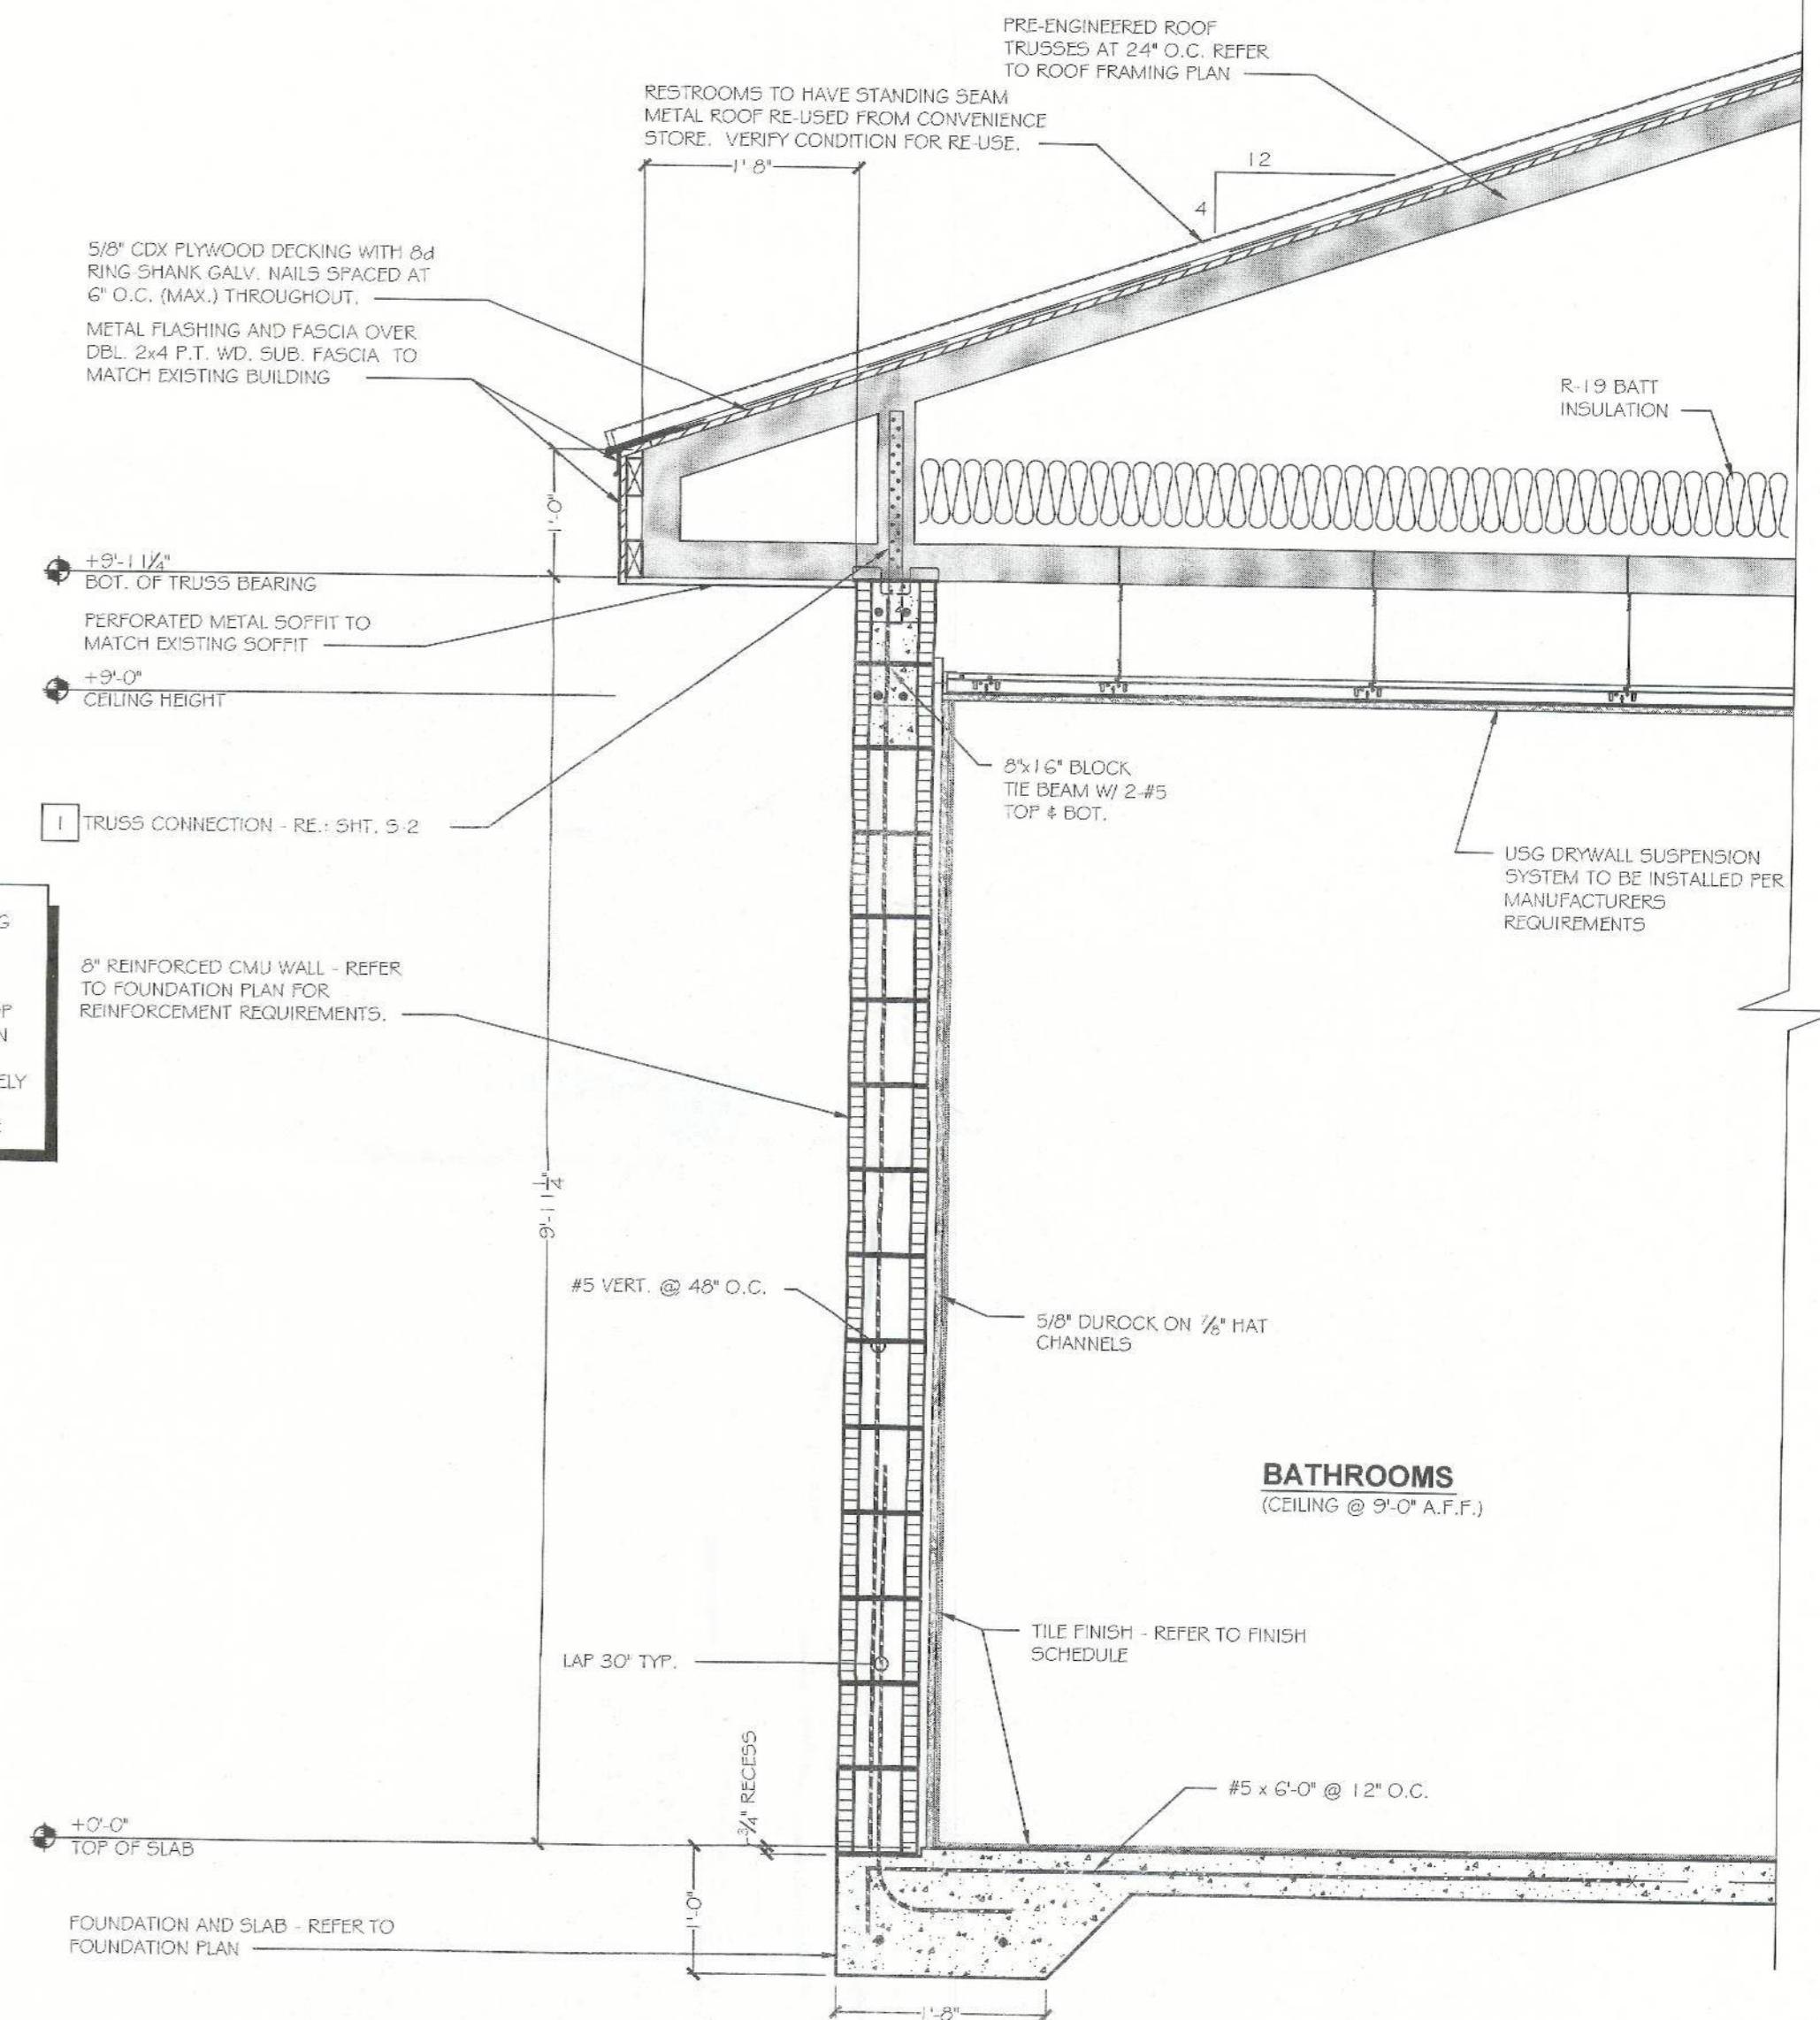 PRE-ENGINEERED ROOF
TRUSSES AT 24" O.C. REFER
TO ROOF FRAMING PLAN
RESTROOMS TO HAVE STANDING SEAM
METAL ROOF RE-USED FROM CONVENIENCE
STORE. VERIFY CONDITION FOR RE-USE.
1'-8"
12
4
5/8" CDX PLYWOOD DECKING WITH 8d
RING SHANK GALV. NAILS SPACED AT
6" O.C. (MAX.) THROUGHOUT.
METAL FLASHING AND FASCIA OVER
DBL. 2x4 P.T. WD. SUB. FASCIA TO
MATCH EXISTING BUILDING
R-19 BATT
INSULATION
1'-0"
+9'-11 1/4"
BOT. OF TRUSS BEARING
PERFORATED METAL SOFFIT TO
MATCH EXISTING SOFFIT
+9'-0"
CEILING HEIGHT
8"x16" BLOCK
TIE BEAM W/ 2-#5
TOP & BOT.
1 TRUSS CONNECTION - RE.: SHT. S-2
USG DRYWALL SUSPENSION
SYSTEM TO BE INSTALLED PER
MANUFACTURERS
REQUIREMENTS
8" REINFORCED CMU WALL - REFER
TO FOUNDATION PLAN FOR
REINFORCEMENT REQUIREMENTS.
9'-11 1/4"
#5 VERT. @ 48" O.C.
5/8" DUROCK ON 7/8" HAT
CHANNELS
BATHROOMS
(CEILING @ 9'-0" A.F.F.)
TILE FINISH - REFER TO FINISH
SCHEDULE
LAP 30" TYP.
3/4" RECESS
#5 x 6'-0" @ 12" O.C.
+0'-0"
TOP OF SLAB
1'-0"
FOUNDATION AND SLAB - REFER TO
FOUNDATION PLAN
1'-8"